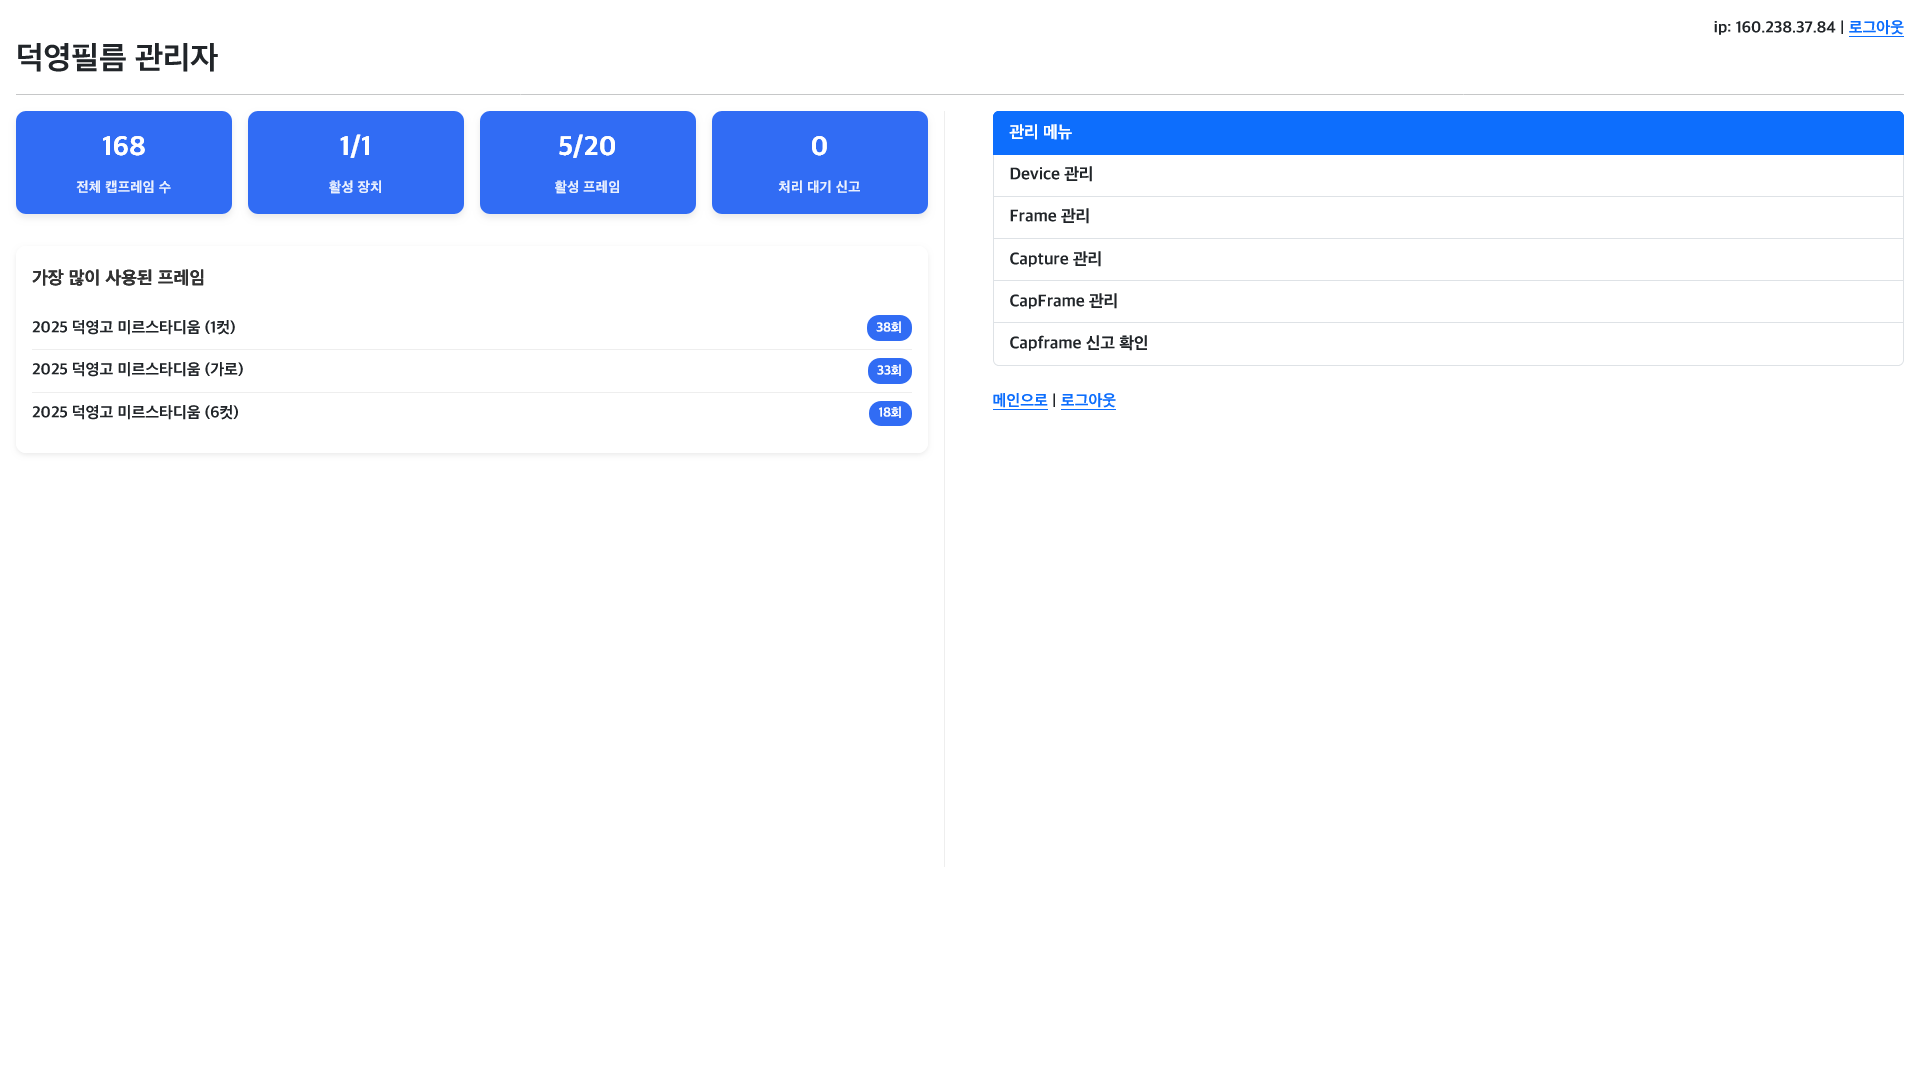 ip: 160.238.37.84 | 로그아웃
덕영필름 관리자
168
전체 캡프레임 수
1/1
활성 장치
5/20
활성 프레임
0
처리 대기 신고
가장 많이 사용된 프레임
2025 덕영고 미르스타디움 (1컷) 38회
2025 덕영고 미르스타디움 (가로) 33회
2025 덕영고 미르스타디움 (6컷) 18회
관리 메뉴
Device 관리
Frame 관리
Capture 관리
CapFrame 관리
Capframe 신고 확인
메인으로 | 로그아웃